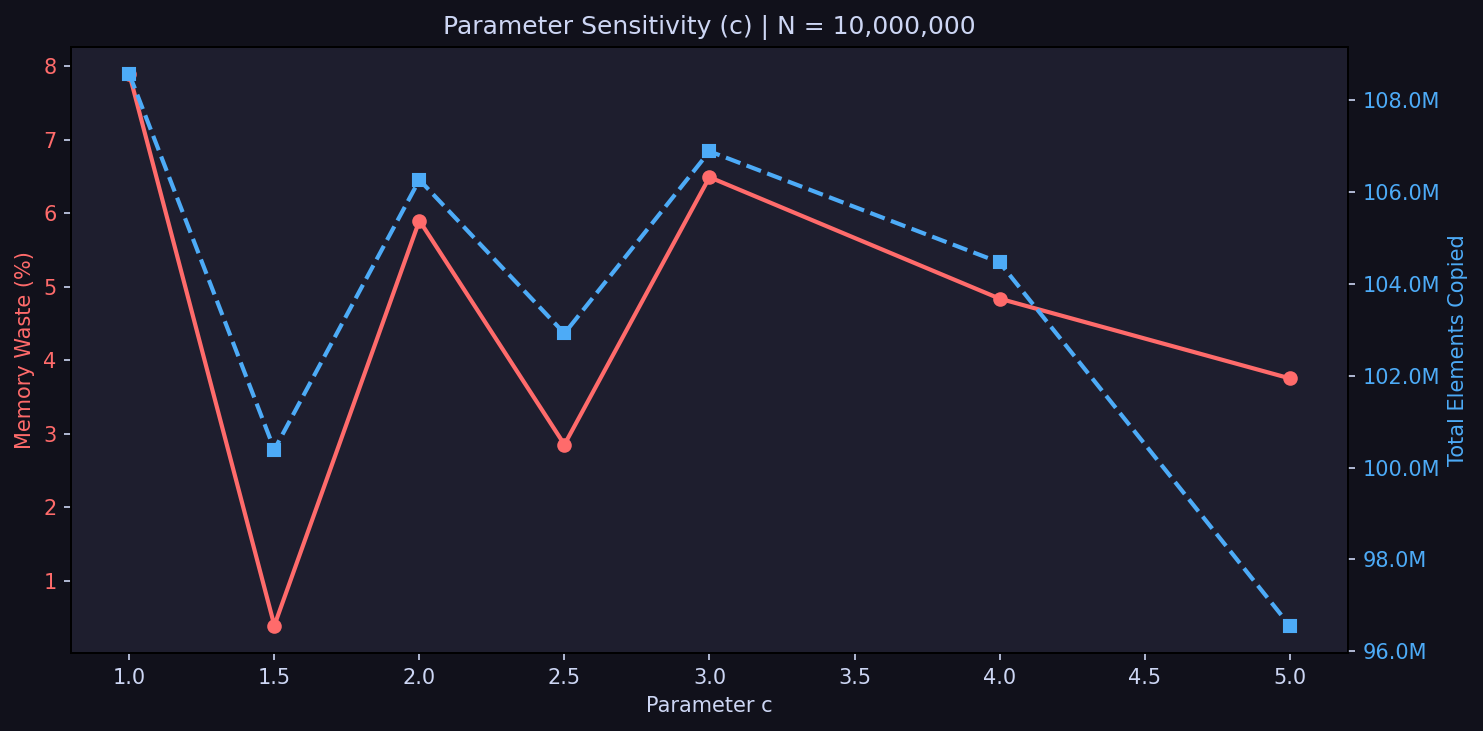 Parameter Sensitivity (c) | N = 10,000,000
Memory Waste (%)
8
7
6
5
4
3
2
1
108.0M
106.0M
104.0M
102.0M
100.0M
98.0M
96.0M
Total Elements Copied
1.0 1.5 2.0 2.5 3.0 3.5 4.0 4.5 5.0
Parameter c